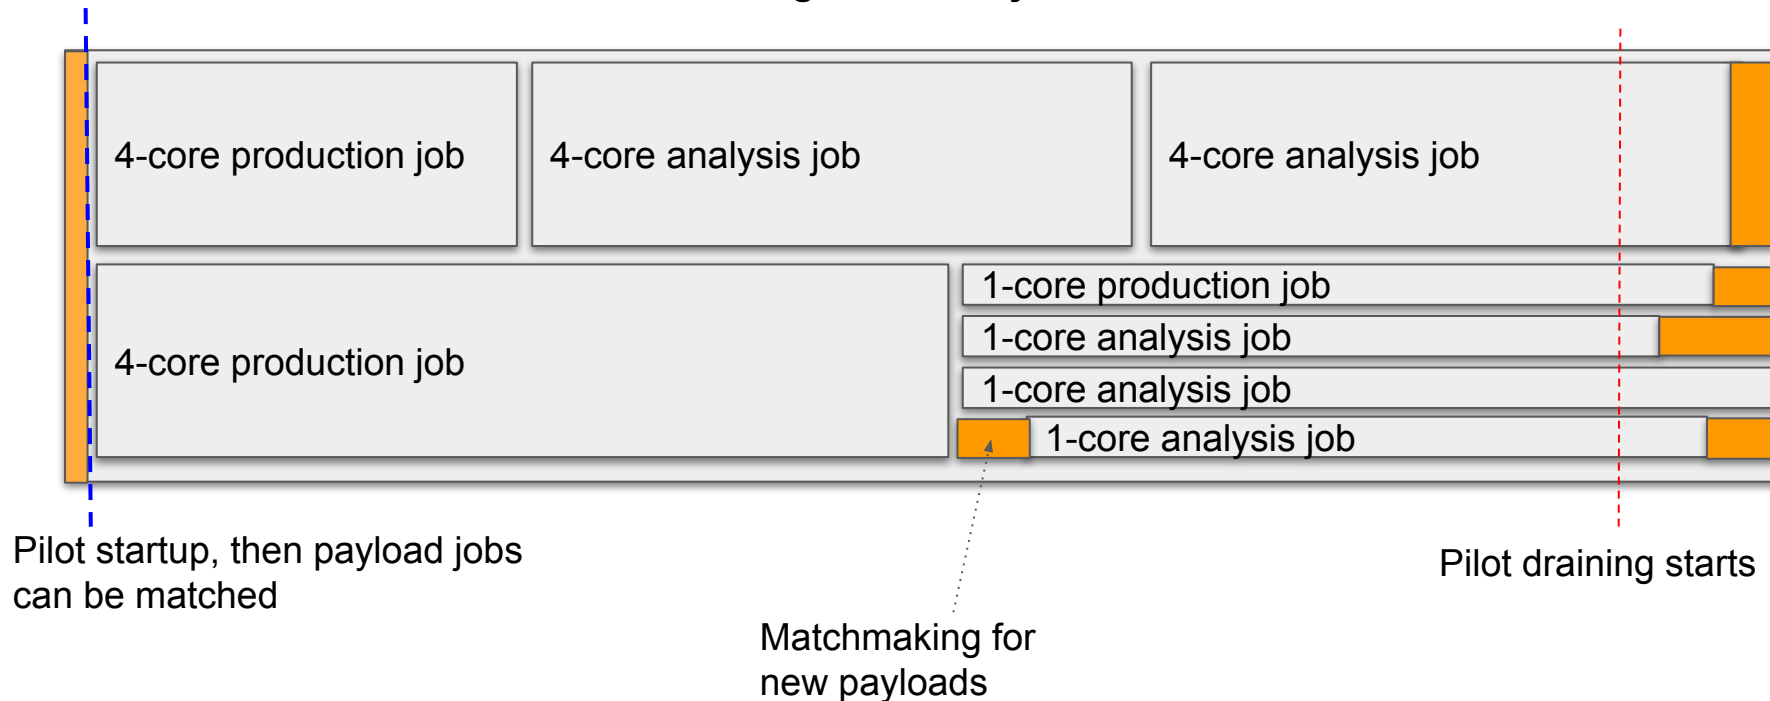 4-core production job
4-core analysis job
4-core analysis job
4-core production job
1-core production job
1-core analysis job
1-core analysis job
1-core analysis job
Pilot startup, then payload jobs
can be matched
Pilot draining starts
Matchmaking for
new payloads